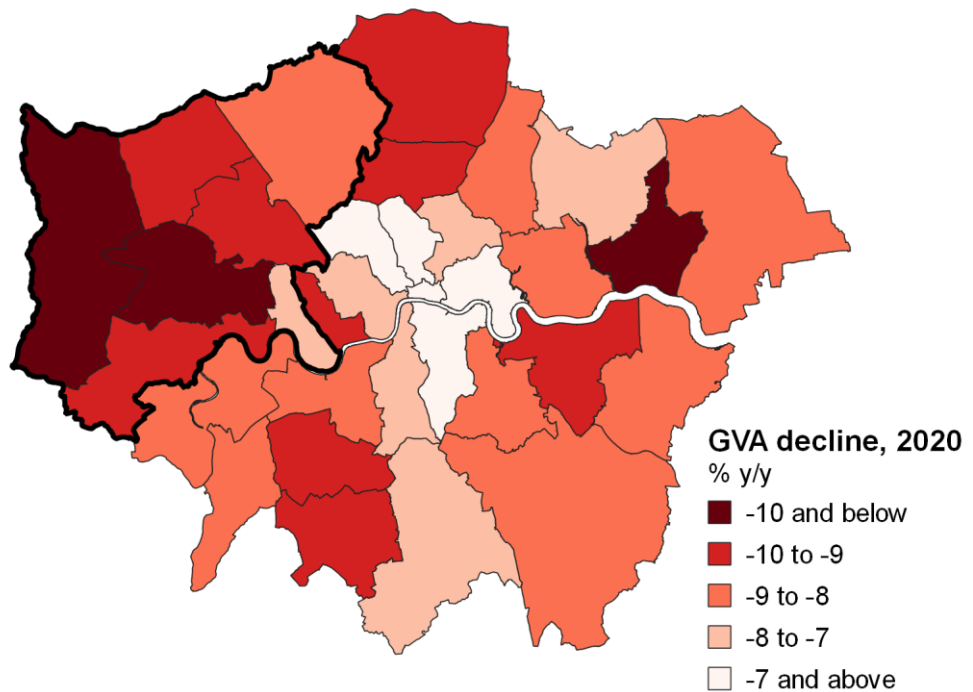 GVA decline, 2020
% y/y
-10 and below
-10 to -9
-9 to -8
-8 to -7
-7 and above